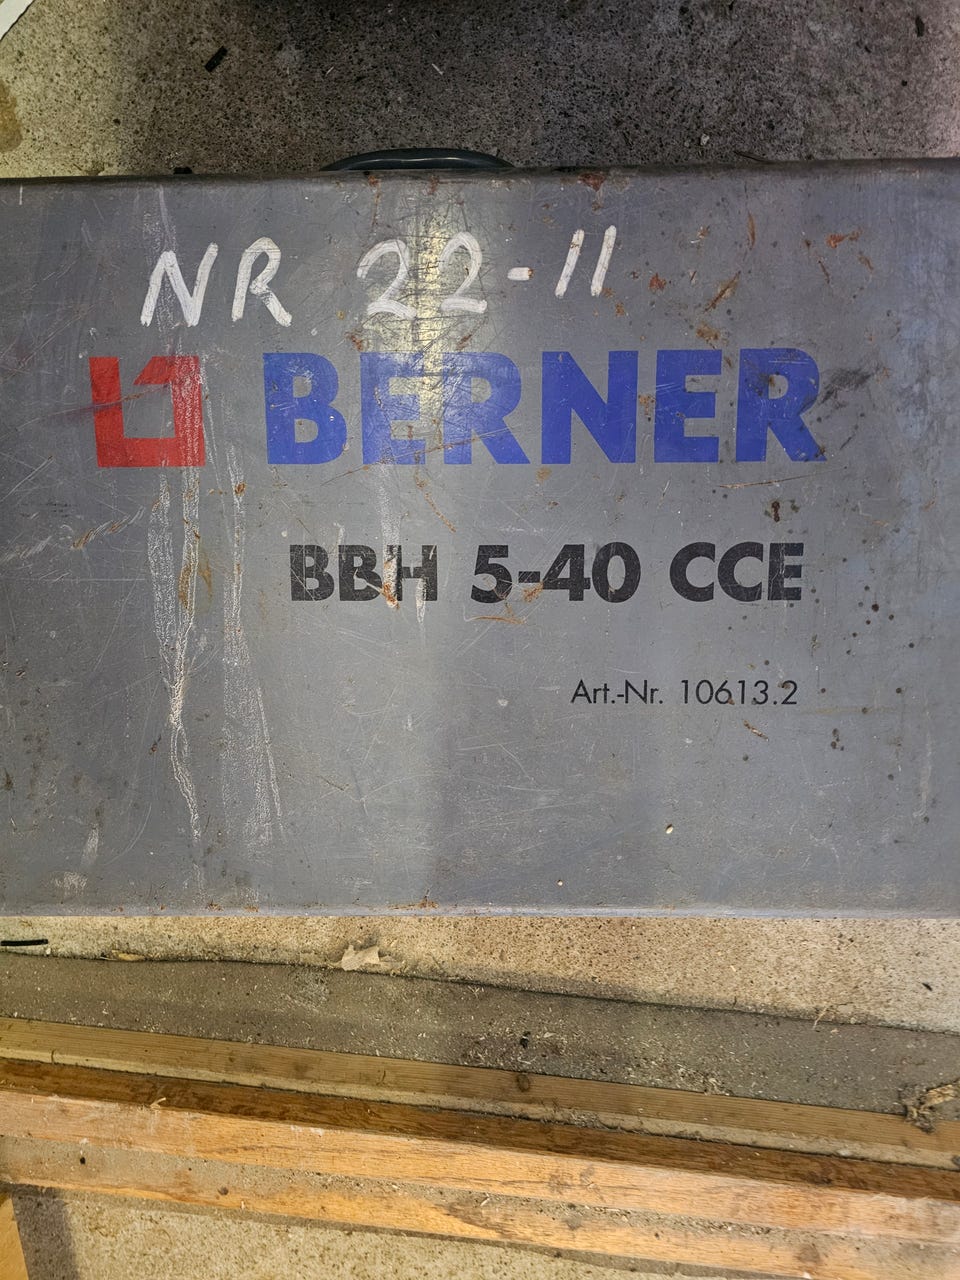 NR 22-11
BERNER
BBH 5-40 CCE
Art.-Nr. 10613.2